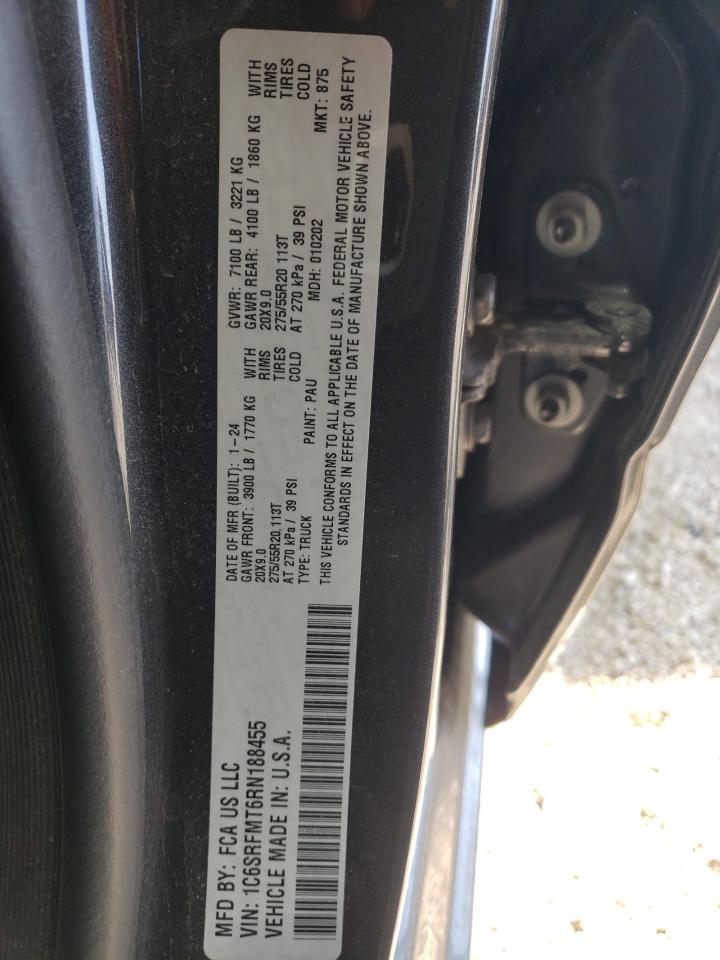 MFD BY: FCA US LLC
VIN: 1C6SRFMT6RN188455
VEHICLE MADE IN: U.S.A.
DATE OF MFR (BUILT): 1-24
GAWR FRONT: 3900 LB / 1770 KG WITH
20X9.0 RIMS
275/55R20 113T TIRES
AT 270 kPa / 39 PSI COLD
TYPE: TRUCK PAINT: PAU
GVWR: 7100 LB / 3221 KG
GAWR REAR: 4100 LB / 1860 KG WITH
20X9.0 RIMS
275/55R20 113T TIRES
AT 270 kPa / 39 PSI COLD
MDH: 010202 MKT: 875
THIS VEHICLE CONFORMS TO ALL APPLICABLE U.S.A. FEDERAL MOTOR VEHICLE SAFETY
STANDARDS IN EFFECT ON THE DATE OF MANUFACTURE SHOWN ABOVE.